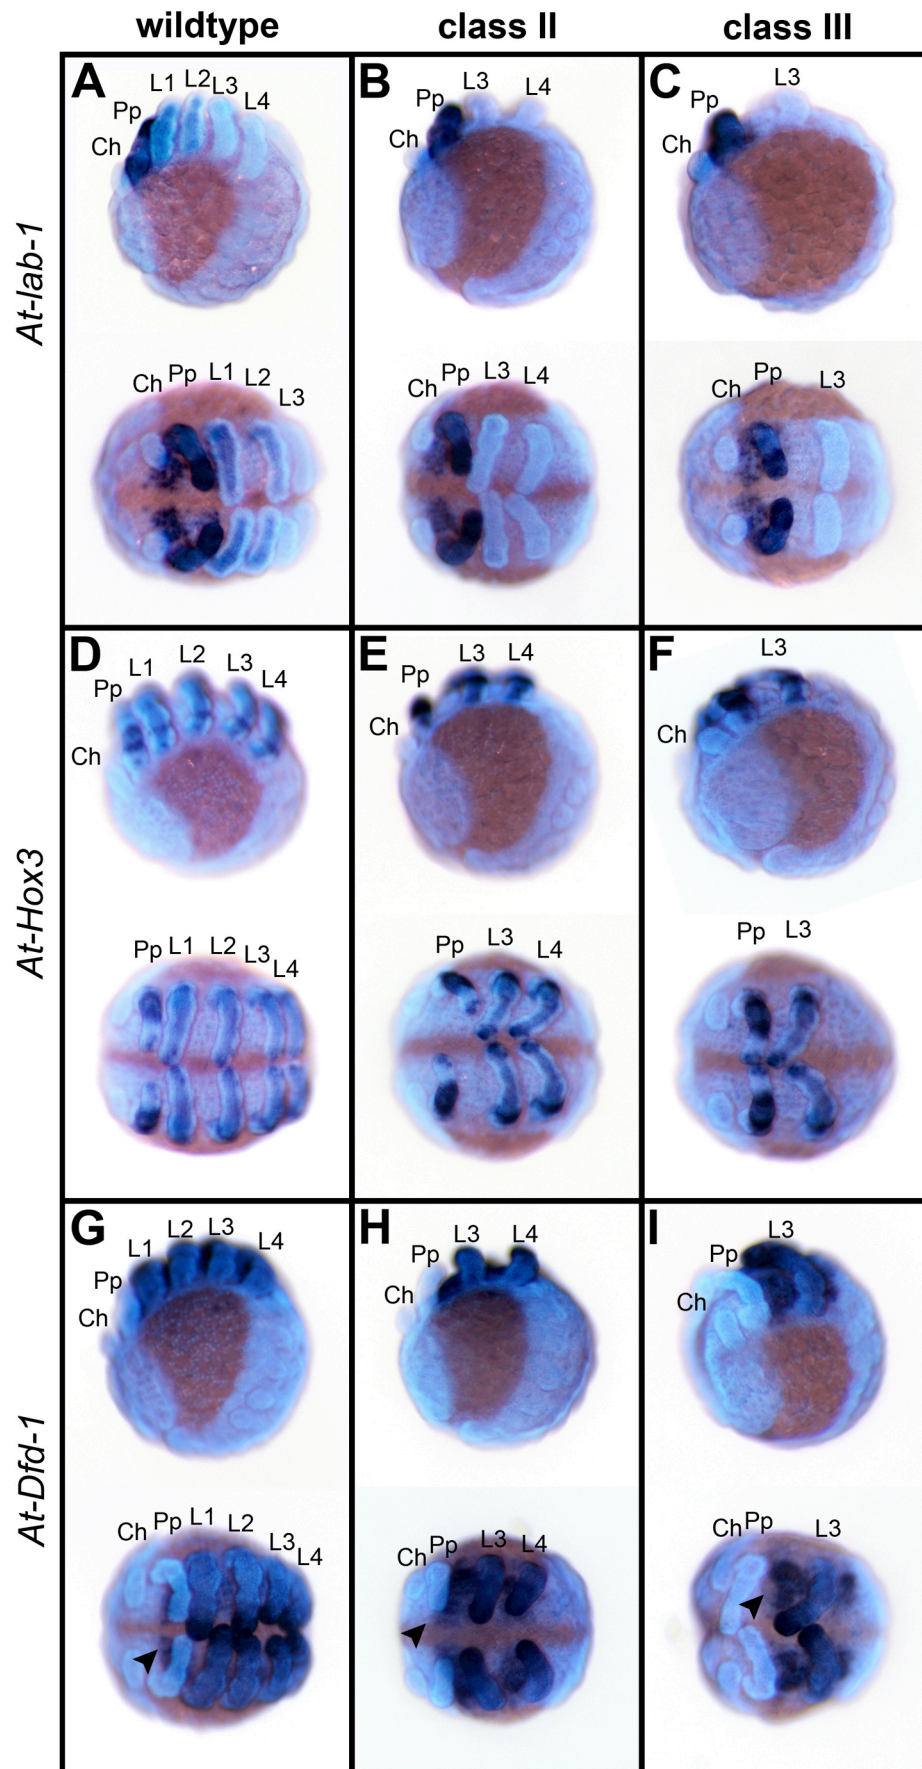 wildtype class II class III
At-lab-1
A
Ch Pp L1 L2 L3 L4
Ch Pp L1 L2 L3
B
Ch Pp L3 L4
Ch Pp L3 L4
C
Ch Pp L3
Ch Pp L3
At-Hox3
D
Ch Pp L1 L2 L3 L4
Pp L1 L2 L3 L4
E
Ch Pp L3 L4
Pp L3 L4
F
Ch L3
Pp L3
At-Dfd-1
G
Ch Pp L1 L2 L3 L4
Ch Pp L1 L2 L3 L4
H
Ch Pp L3 L4
Ch Pp L3 L4
I
Ch Pp L3
Ch Pp L3